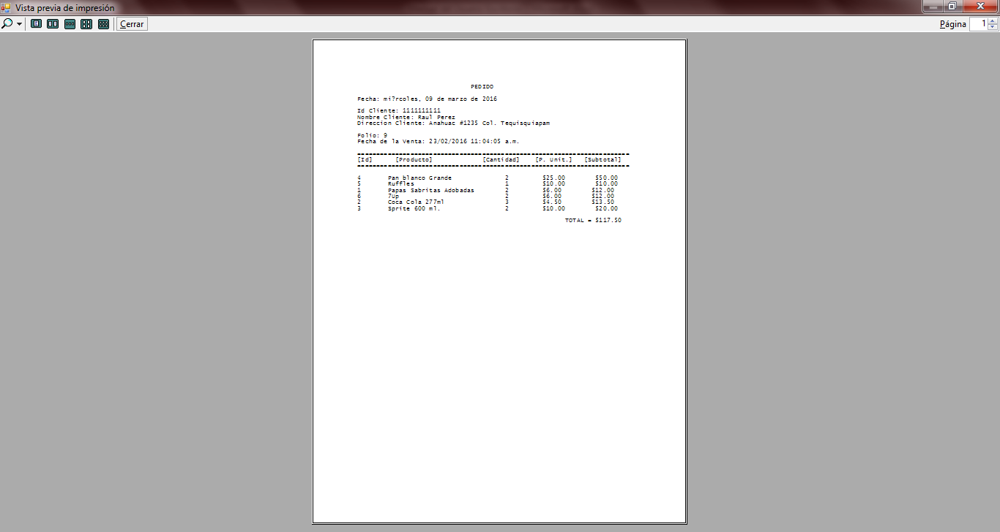 Vista previa de impresión
Cerrar
Página 1
PEDIDO
Fecha: mi?rcoles, 09 de marzo de 2016
Id Cliente: 1111111111
Nombre Cliente: Raul Perez
Direccion Cliente: Anahuac #1235 Col. Tequisquiapam
Folio: 9
Fecha de la Venta: 23/02/2016 11:04:05 a.m.
------------------------------------------------------------------------
[Id] [Producto] [Cantidad] [P. Unit.] [Subtotal]
------------------------------------------------------------------------
4 Pan blanco Grande 2 $25.00 $50.00
5 Ruffles 1 $10.00 $10.00
1 Papas Sabritas Adobadas 2 $6.00 $12.00
6 7Up 2 $6.00 $12.00
2 Coca Cola 277ml 3 $4.50 $13.50
3 Sprite 600 ml. 2 $10.00 $20.00
TOTAL = $117.50